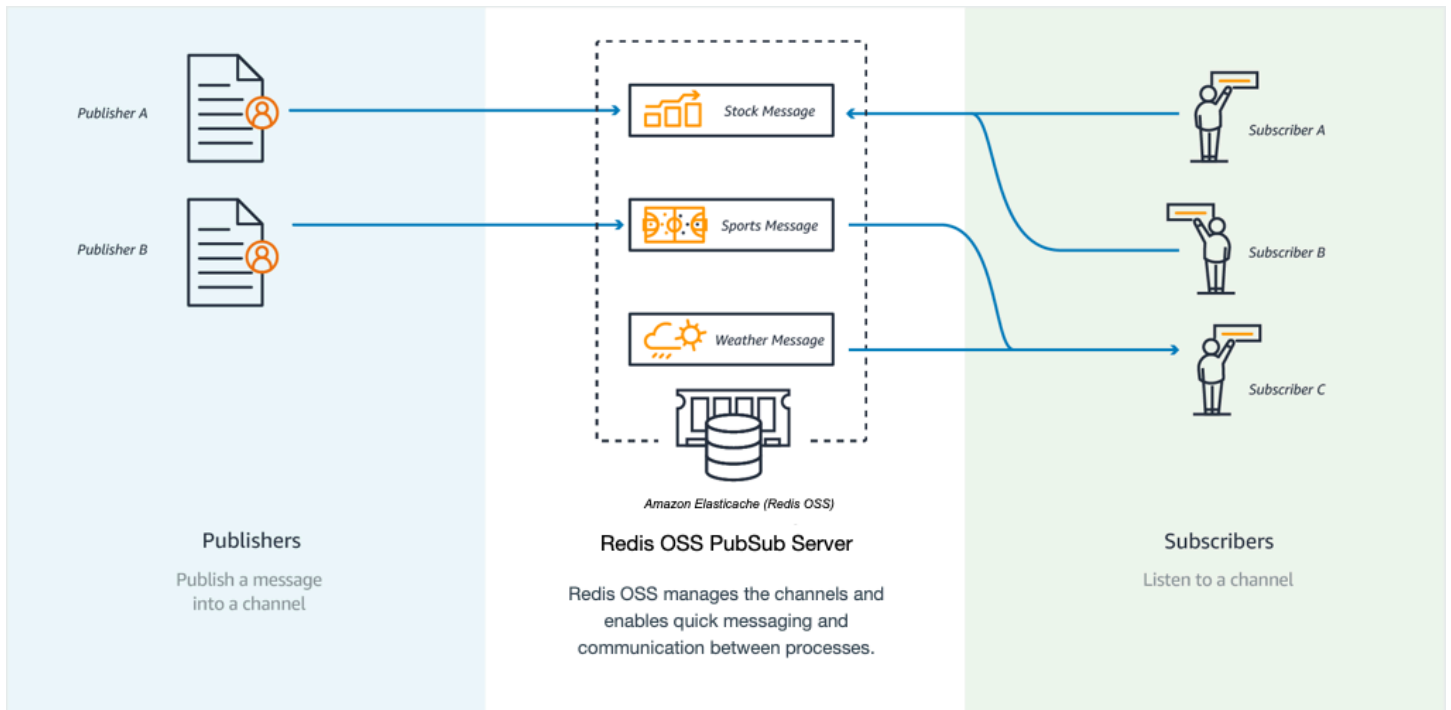 Publisher A
Stock Message
Subscriber A
Publisher B
Sports Message
Subscriber B
Weather Message
Subscriber C
Amazon Elasticache (Redis OSS)
Publishers
Publish a message
into a channel
Redis OSS PubSub Server
Redis OSS manages the channels and
enables quick messaging and
communication between processes.
Subscribers
Listen to a channel